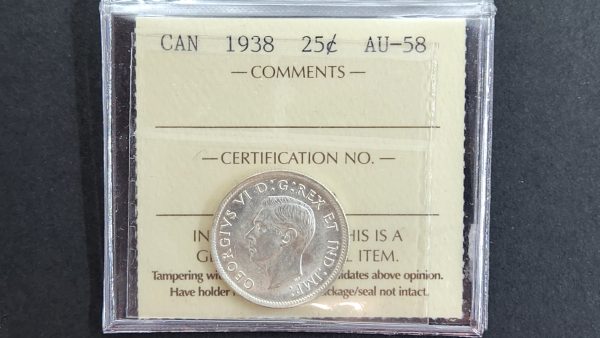 CAN 1938 25¢ AU-58
— COMMENTS —
— CERTIFICATION NO. —
GEORGIVS VI D:G:REX ET IND:IMP:
IN HIS IS A
G L ITEM.
Tampering wi dates above opinion.
Have holder kage/seal not intact.